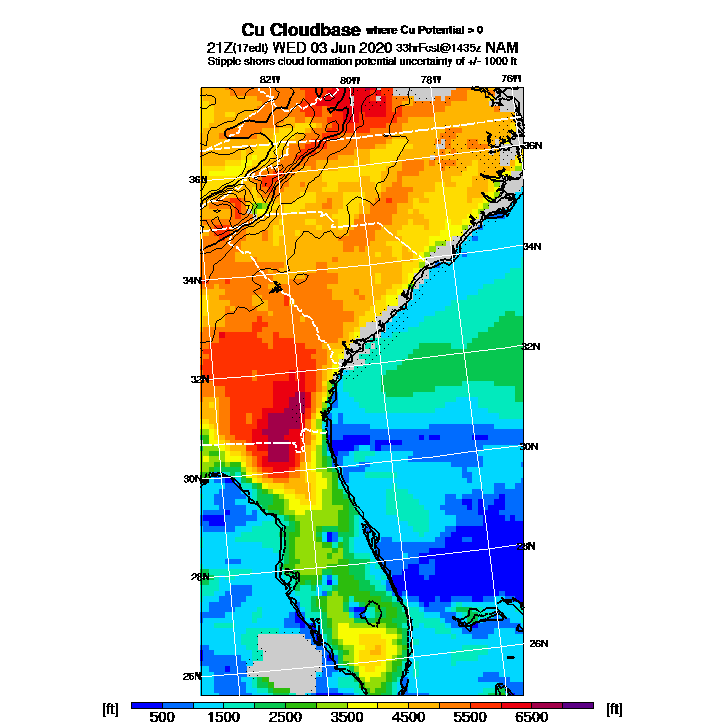 Cu Cloudbase where Cu Potential > 0
21Z(17edt) WED 03 Jun 2020 33hrFcst@1435z NAM
Stipple shows cloud formation potential uncertainty of +/- 1000 ft
82W 80W 78W 76W
36N
36N
34N
34N
32N
32N
30N
30N
28N
28N
26N
26N
[ft] 500 1500 2500 3500 4500 5500 6500 [ft]